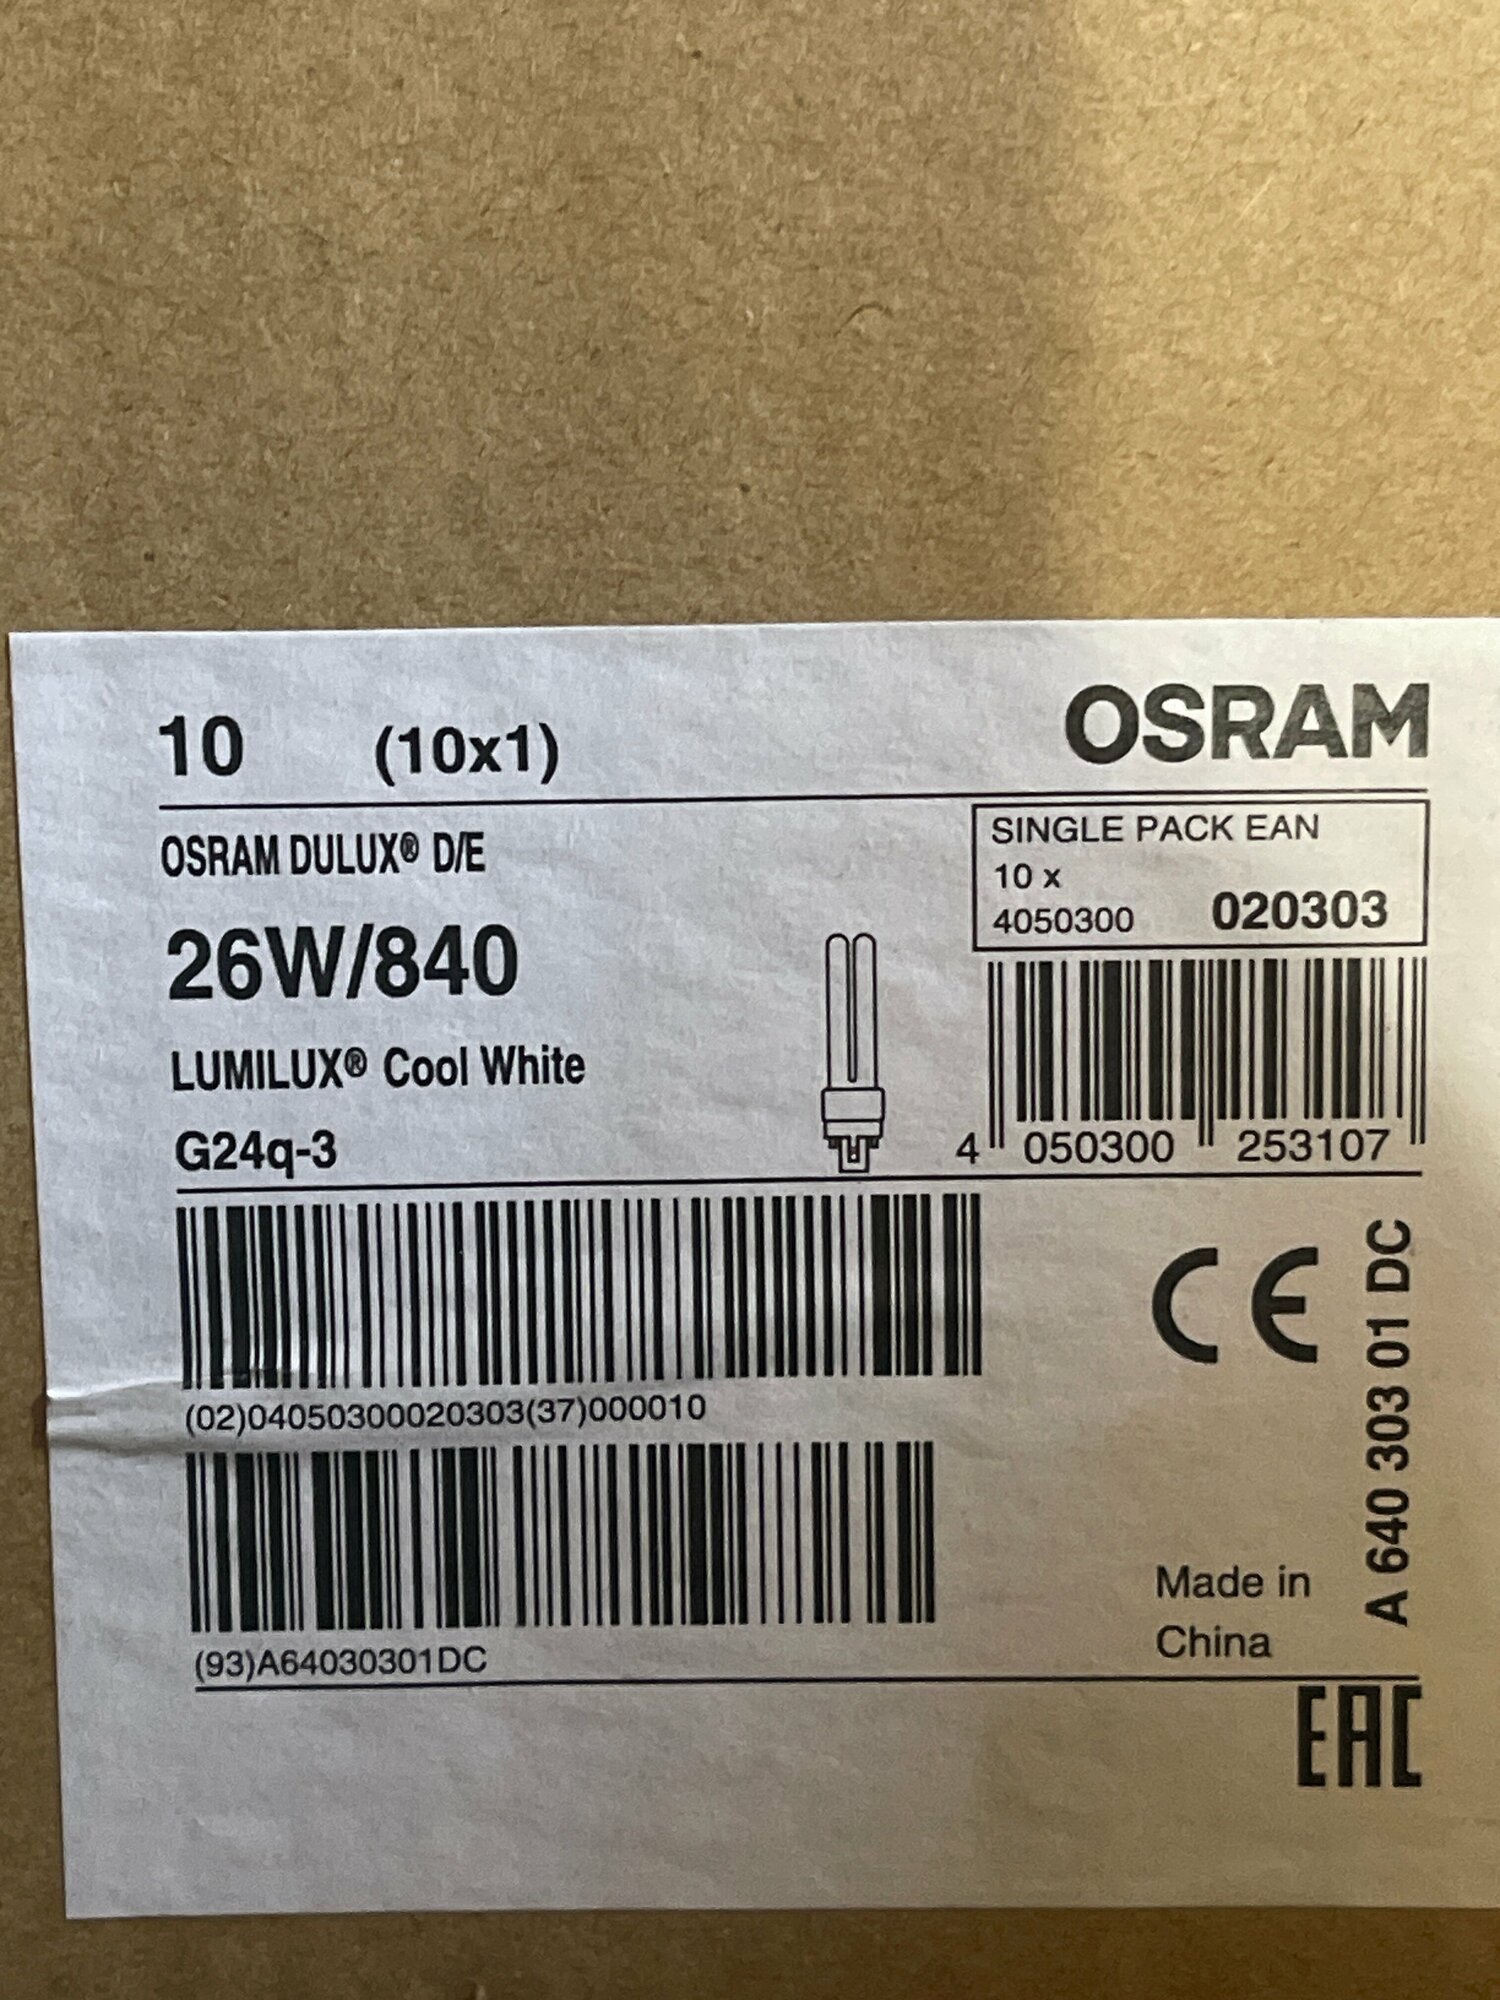 10 (10x1) OSRAM
OSRAM DULUX® D/E
26W/840
LUMILUX® Cool White
G24q-3
SINGLE PACK EAN
10 x
4050300 020303
4 050300 253107
(02)04050300020303(37)000010
(93)A64030301DC
CE
A 640 303 01 DC
Made in
China
EAC